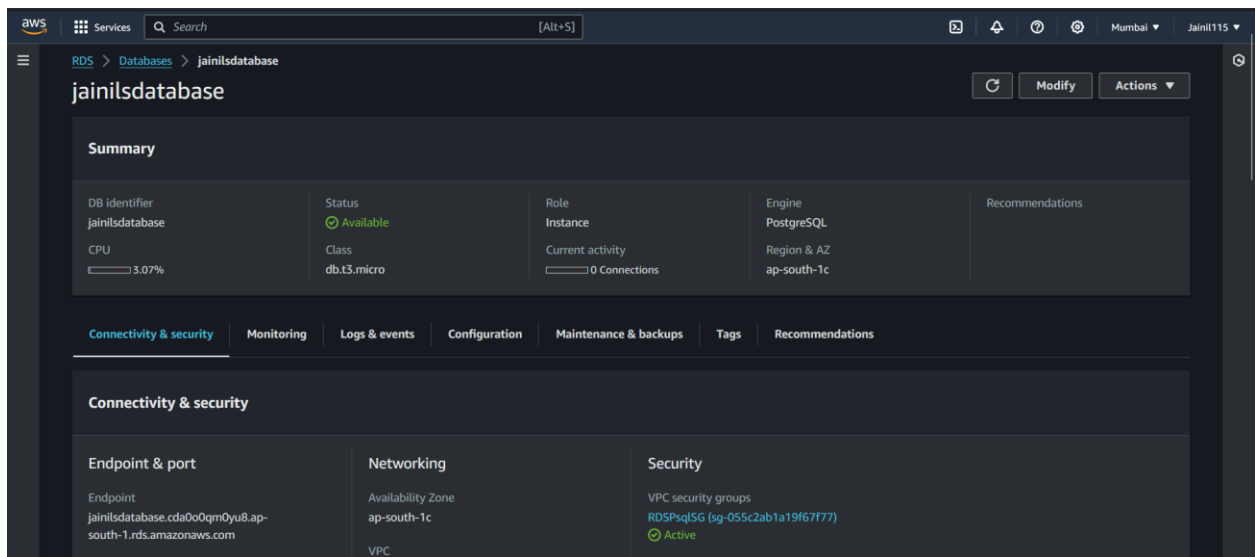 aws
Services
Search [Alt+S]
Mumbai ▼
Jainil115 ▼
RDS > Databases > jainilsdatabase
jainilsdatabase
Modify
Actions ▼
Summary
DB identifier
jainilsdatabase
Status
Available
Role
Instance
Engine
PostgreSQL
Recommendations
CPU
3.07%
Class
db.t3.micro
Current activity
0 Connections
Region & AZ
ap-south-1c
Connectivity & security
Monitoring
Logs & events
Configuration
Maintenance & backups
Tags
Recommendations
Connectivity & security
Endpoint & port
Endpoint
jainilsdatabase.cda0o0qm0yu8.ap-
south-1.rds.amazonaws.com
Networking
Availability Zone
ap-south-1c
VPC
Security
VPC security groups
RDSPsqlSG (sg-055c2ab1a19f67f77)
Active